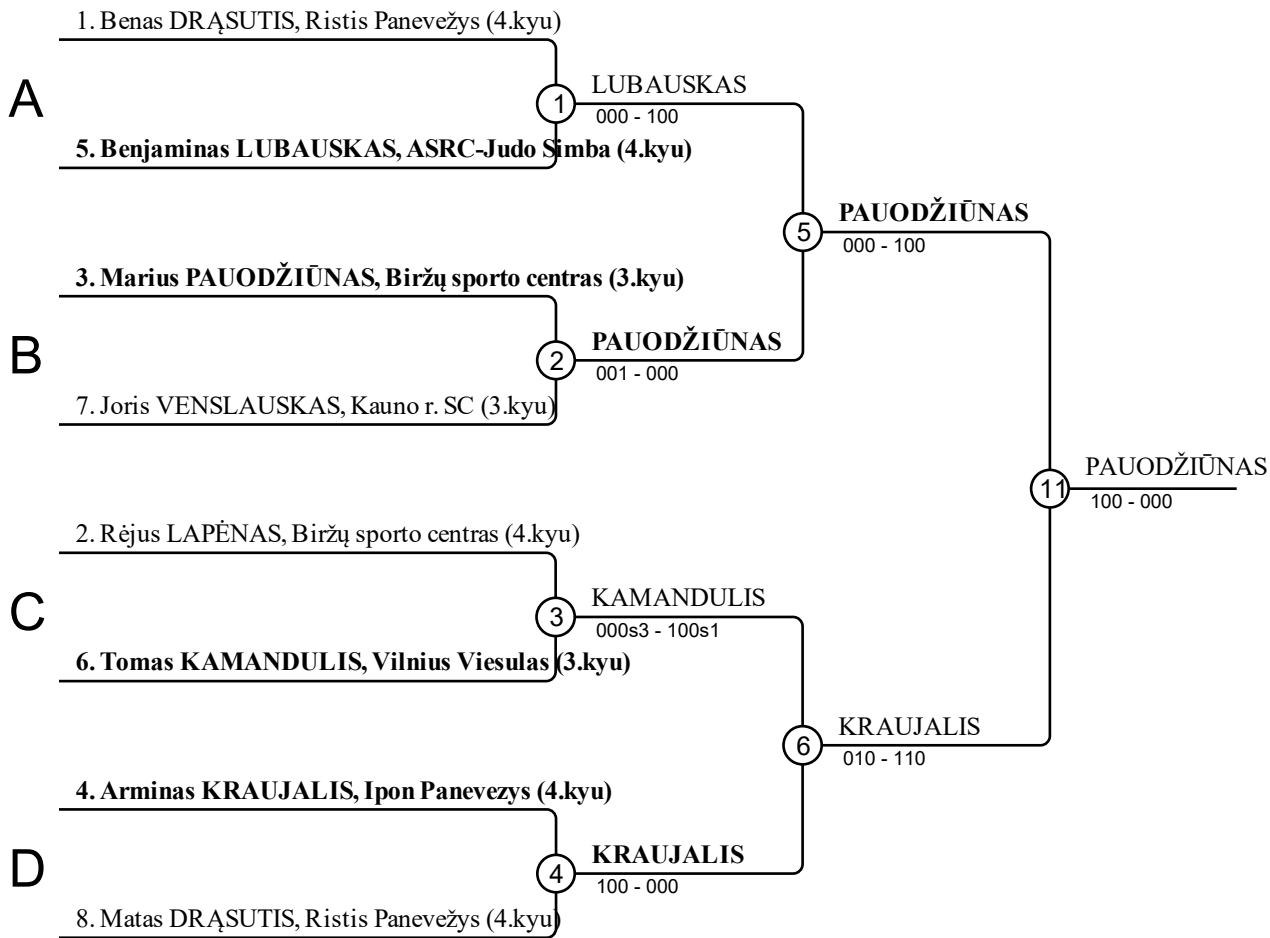 1. Benas DRĄSUTIS, Ristis Panevežys (4.kyu)
LUBAUSKAS
A
1
000 - 100
5. Benjaminas LUBAUSKAS, ASRC-Judo Simba (4.kyu)
PAUODŽIŪNAS
5
000 - 100
3. Marius PAUODŽIŪNAS, Biržų sporto centras (3.kyu)
PAUODŽIŪNAS
B
2
001 - 000
7. Joris VENSLAUSKAS, Kauno r. SC (3.kyu)
PAUODŽIŪNAS
11
100 - 000
2. Rėjus LAPĖNAS, Biržų sporto centras (4.kyu)
KAMANDULIS
C
3
000s3 - 100s1
6. Tomas KAMANDULIS, Vilnius Viesulas (3.kyu)
KRAUJALIS
6
010 - 110
4. Arminas KRAUJALIS, Ipon Panevezys (4.kyu)
KRAUJALIS
D
4
100 - 000
8. Matas DRĄSUTIS, Ristis Panevežys (4.kyu)